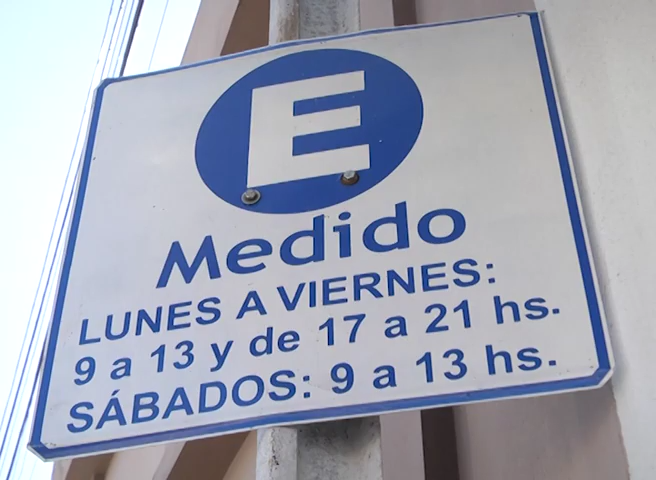 E
Medido
LUNES A VIERNES:
9 a 13 y de 17 a 21 hs.
SÁBADOS: 9 a 13 hs.